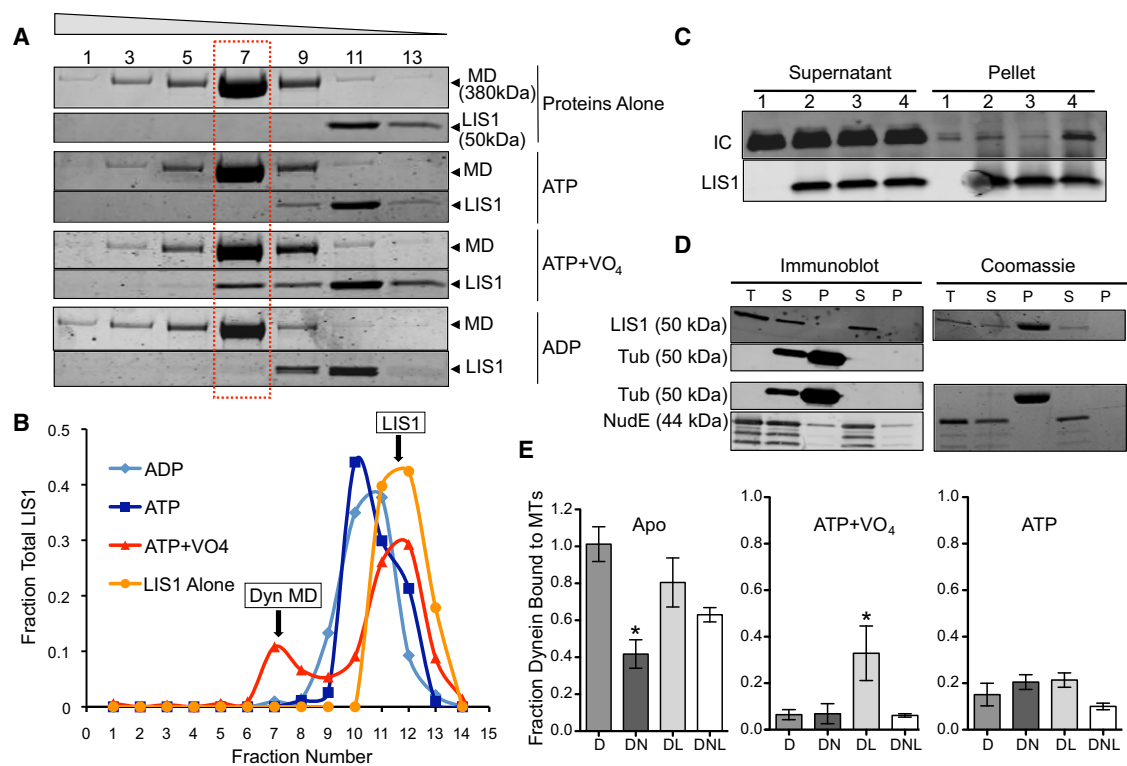 A
1 3 5 7 9 11 13
MD
(380kDa)
LIS1
(50kDa)
Proteins Alone
MD
LIS1
ATP
MD
LIS1
ATP+VO4
MD
LIS1
ADP
B
Fraction Total LIS1
0.5
0.4
0.3
0.2
0.1
0
ADP
ATP
ATP+VO4
LIS1 Alone
Dyn MD
LIS1
0 1 2 3 4 5 6 7 8 9 10 11 12 13 14 15
Fraction Number
C
Supernatant Pellet
1 2 3 4 1 2 3 4
IC
LIS1
D
Immunoblot Coomassie
T S P S P T S P S P
LIS1 (50 kDa)
Tub (50 kDa)
Tub (50 kDa)
NudE (44 kDa)
E
Fraction Dynein Bound to MTs
Apo
1.2
1.0
0.8
0.6
0.4
0.2
0.0
*
D DN DL DNL
ATP+VO4
1.0
0.8
0.6
0.4
0.2
0.0
*
D DN DL DNL
ATP
1.0
0.8
0.6
0.4
0.2
0.0
D DN DL DNL